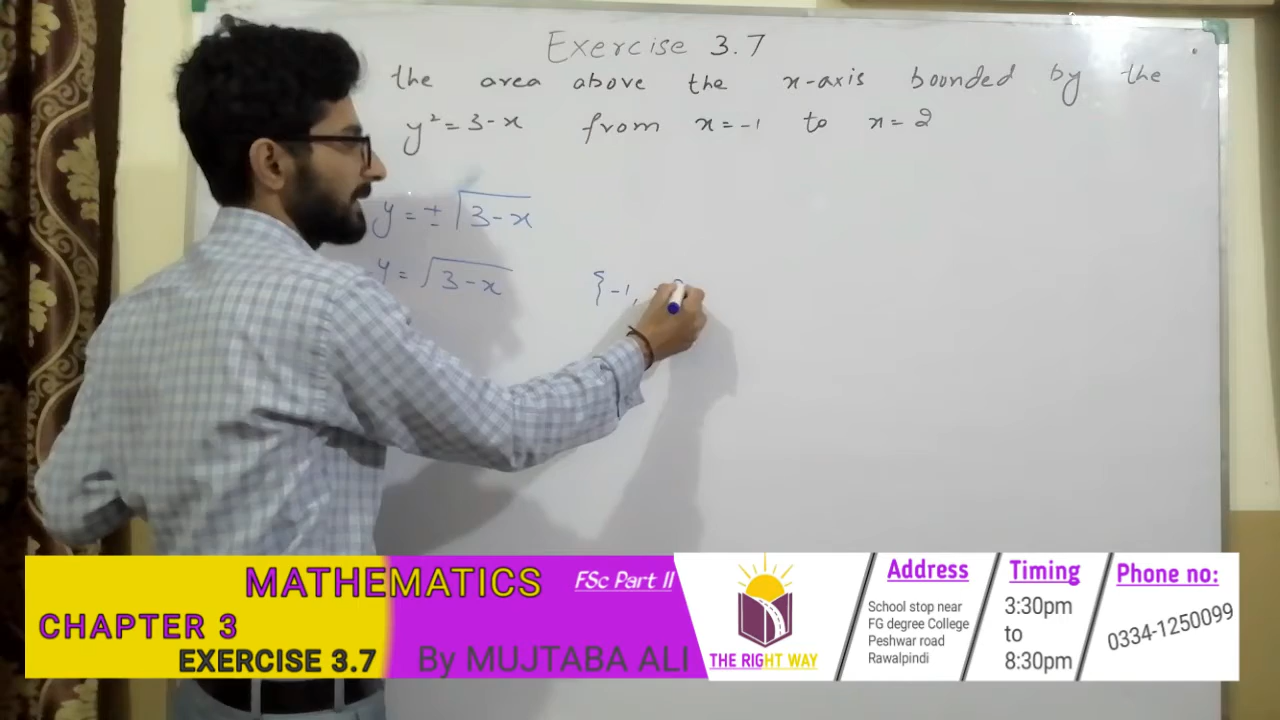 Exercise 3.7
the area above the x-axis bounded by the
y² = 3-x from x=-1 to x=2
y = ± √3-x
y = √3-x {-1,
MATHEMATICS FSc Part II
CHAPTER 3
EXERCISE 3.7 By MUJTABA ALI
THE RIGHT WAY
Address
School stop near
FG degree College
Peshwar road
Rawalpindi
Timing
3:30pm
to
8:30pm
Phone no:
0334-1250099